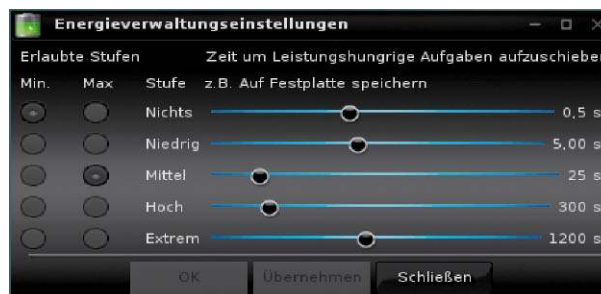 Energieverwaltungseinstellungen
Erlaubte Stufen Zeit um Leistungshungrige Aufgaben aufzuschieben
Min. Max Stufe z.B. Auf Festplatte speichern
Nichts 0,5 s
Niedrig 5,00 s
Mittel 25 s
Hoch 300 s
Extrem 1200 s
OK Übernehmen Schließen